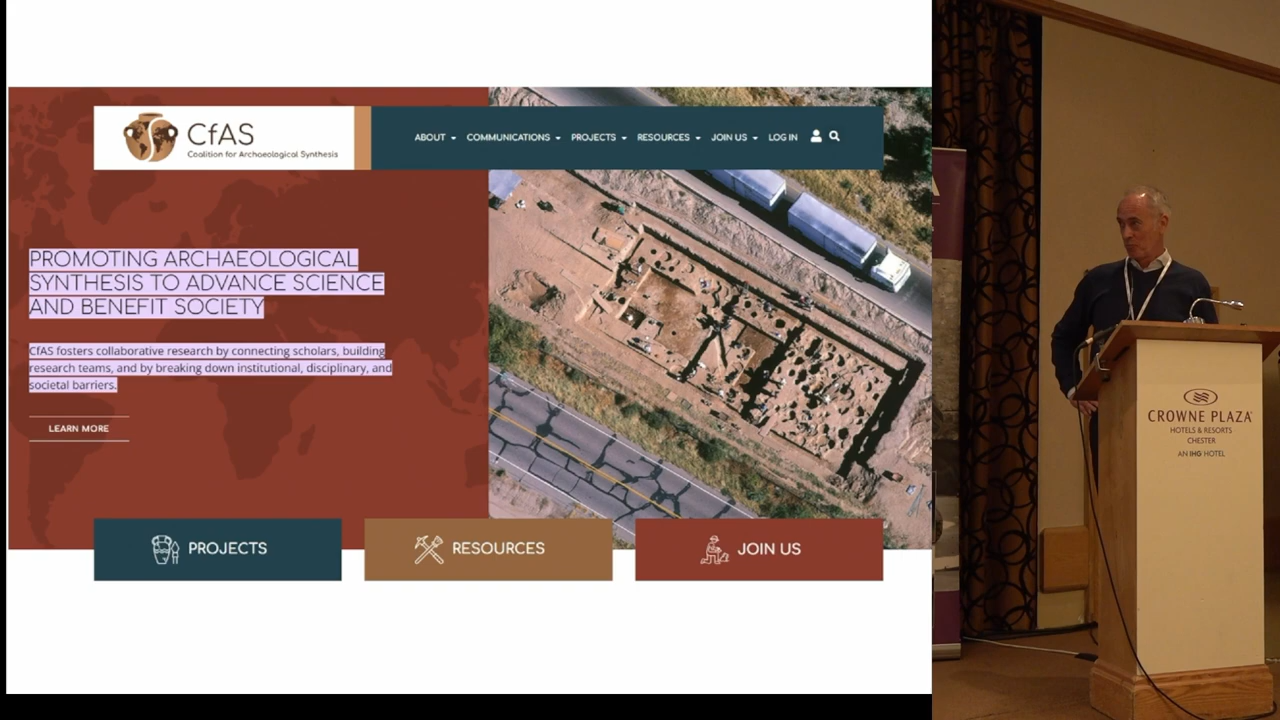 CfAS
Coalition for Archaeological Synthesis
ABOUT COMMUNICATIONS PROJECTS RESOURCES JOIN US LOG IN
PROMOTING ARCHAEOLOGICAL
SYNTHESIS TO ADVANCE SCIENCE
AND BENEFIT SOCIETY
CfAS fosters collaborative research by connecting scholars, building
research teams, and by breaking down institutional, disciplinary, and
societal barriers.
LEARN MORE
PROJECTS
RESOURCES
JOIN US
CROWNE PLAZA
HOTELS & RESORTS
CHESTER
AN IHG HOTEL